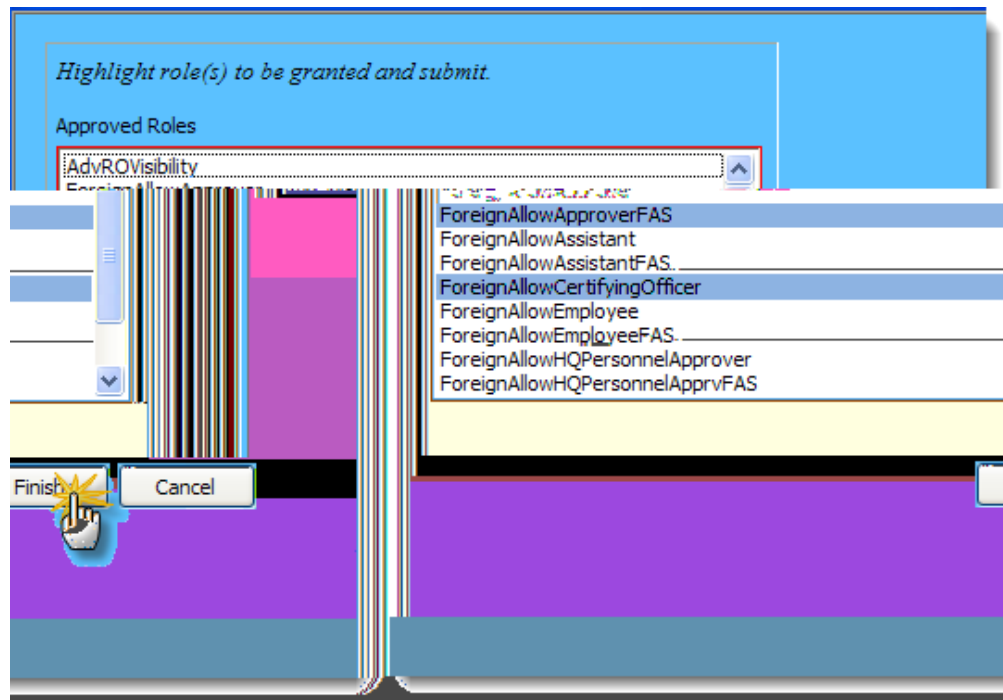 Highlight role(s) to be granted and submit.
Approved Roles
AdvROVisibility
ForeignAllowApproverFAS
ForeignAllowAssistant
ForeignAllowAssistantFAS
ForeignAllowCertifyingOfficer
ForeignAllowEmployee
ForeignAllowEmployeeFAS
ForeignAllowHQPersonnelApprover
ForeignAllowHQPersonnelApprvFAS
Finish Cancel